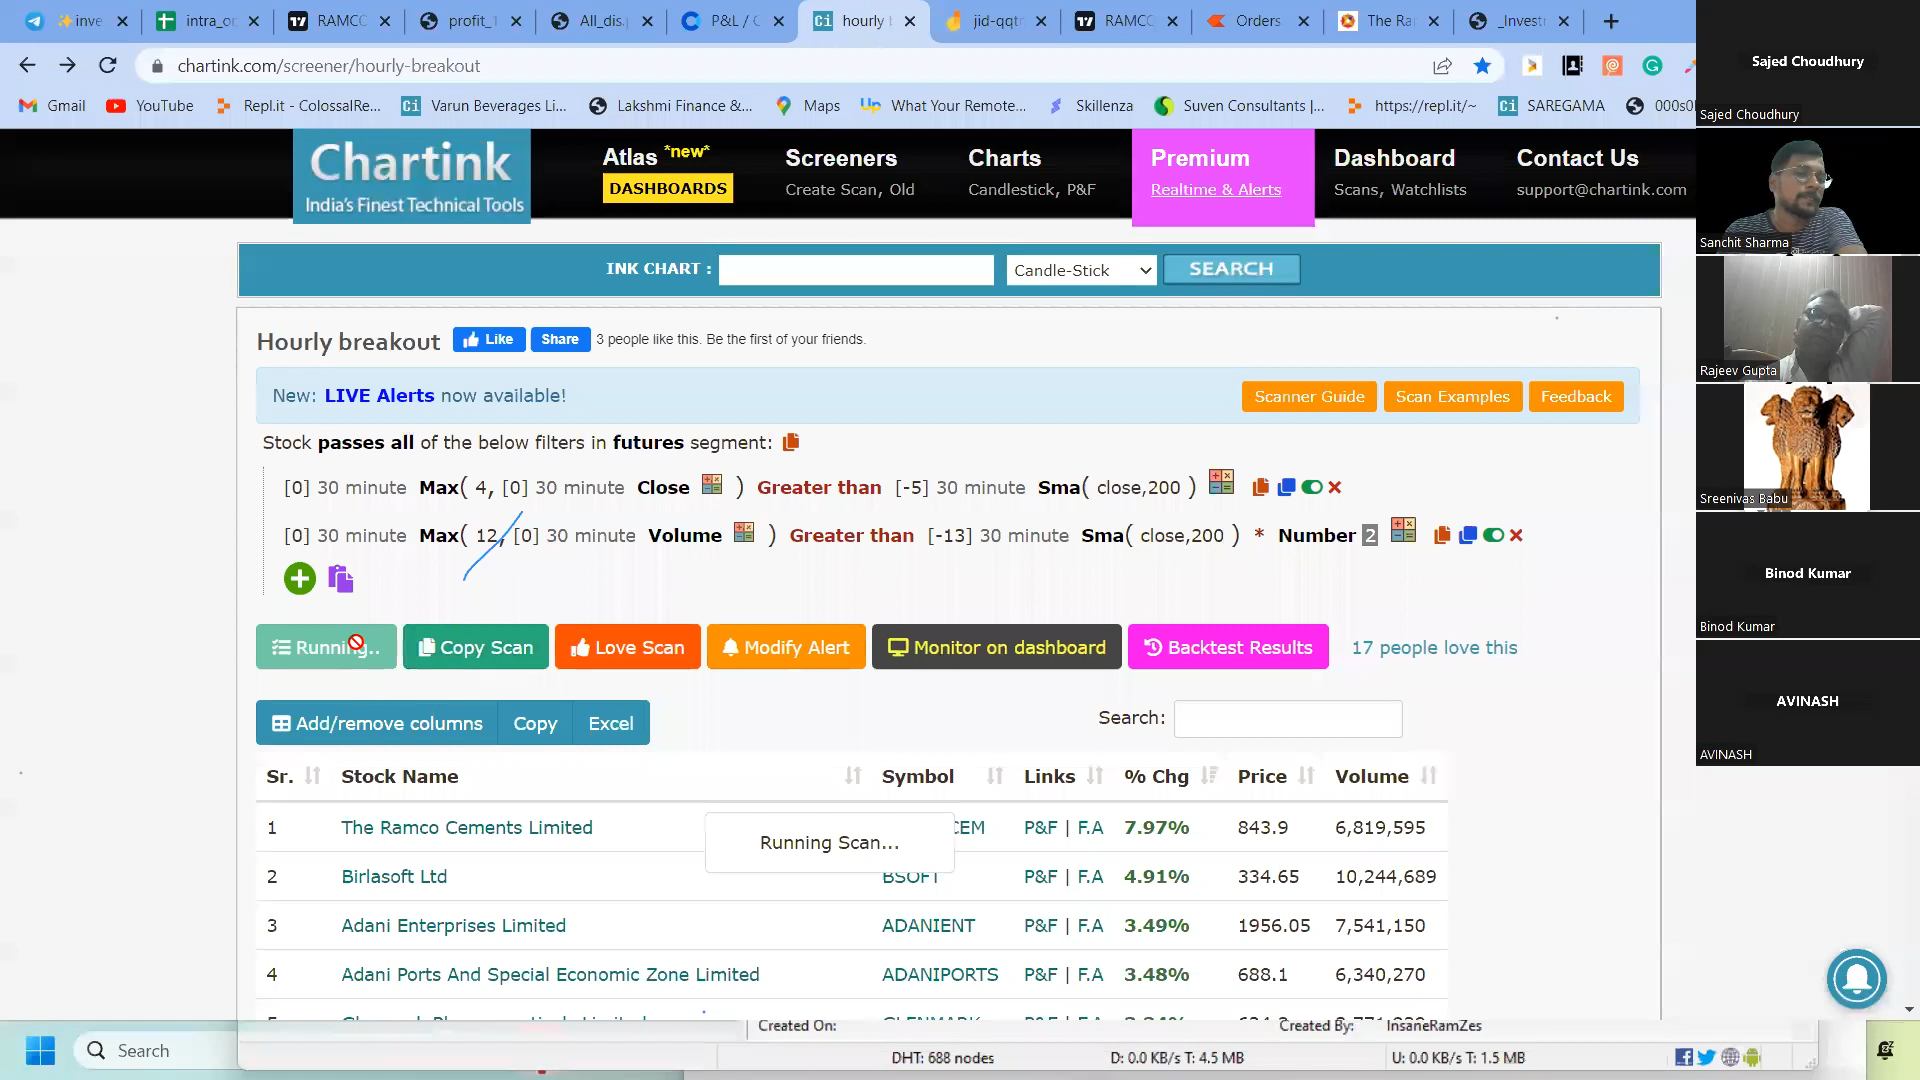 inve
intra_o
RAMCO
profit_1
All_dis.p
P&L / C
hourly b
jid-qqtr
RAMCO
Orders
The Ra
_Invest
chartink.com/screener/hourly-breakout
Gmail
YouTube
Repl.it - ColossalRe...
Varun Beverages Li...
Lakshmi Finance &...
Maps
What Your Remote...
Skillenza
Suven Consultants |...
https://repl.it/~
SAREGAMA
000s0
Chartink
India's Finest Technical Tools
Atlas *new*
DASHBOARDS
Screeners
Create Scan, Old
Charts
Candlestick, P&F
Premium
Realtime & Alerts
Dashboard
Scans, Watchlists
Contact Us
support@chartink.com
INK CHART :
Candle-Stick
SEARCH
Hourly breakout
Like
Share
3 people like this. Be the first of your friends.
New: LIVE Alerts now available!
Scanner Guide
Scan Examples
Feedback
Stock passes all of the below filters in futures segment:
[0] 30 minute Max( 4, [0] 30 minute Close ) Greater than [-5] 30 minute Sma( close,200 )
[0] 30 minute Max( 12, [0] 30 minute Volume ) Greater than [-13] 30 minute Sma( close,200 ) * Number 2
Running..
Copy Scan
Love Scan
Modify Alert
Monitor on dashboard
Backtest Results
17 people love this
Add/remove columns
Copy
Excel
Search:
Sr. Stock Name Symbol Links % Chg Price Volume
1 The Ramco Cements Limited CEM P&F | F.A 7.97% 843.9 6,819,595
Running Scan...
2 Birlasoft Ltd BSOFT P&F | F.A 4.91% 334.65 10,244,689
3 Adani Enterprises Limited ADANIENT P&F | F.A 3.49% 1956.05 7,541,150
4 Adani Ports And Special Economic Zone Limited ADANIPORTS P&F | F.A 3.48% 688.1 6,340,270
Created On:
Created By:
InsaneRamZes
Search
DHT: 688 nodes
D: 0.0 KB/s T: 4.5 MB
U: 0.0 KB/s T: 1.5 MB
Sajed Choudhury
Sajed Choudhury
Sanchit Sharma
Rajeev Gupta
Sreenivas Babu
Binod Kumar
Binod Kumar
AVINASH
AVINASH